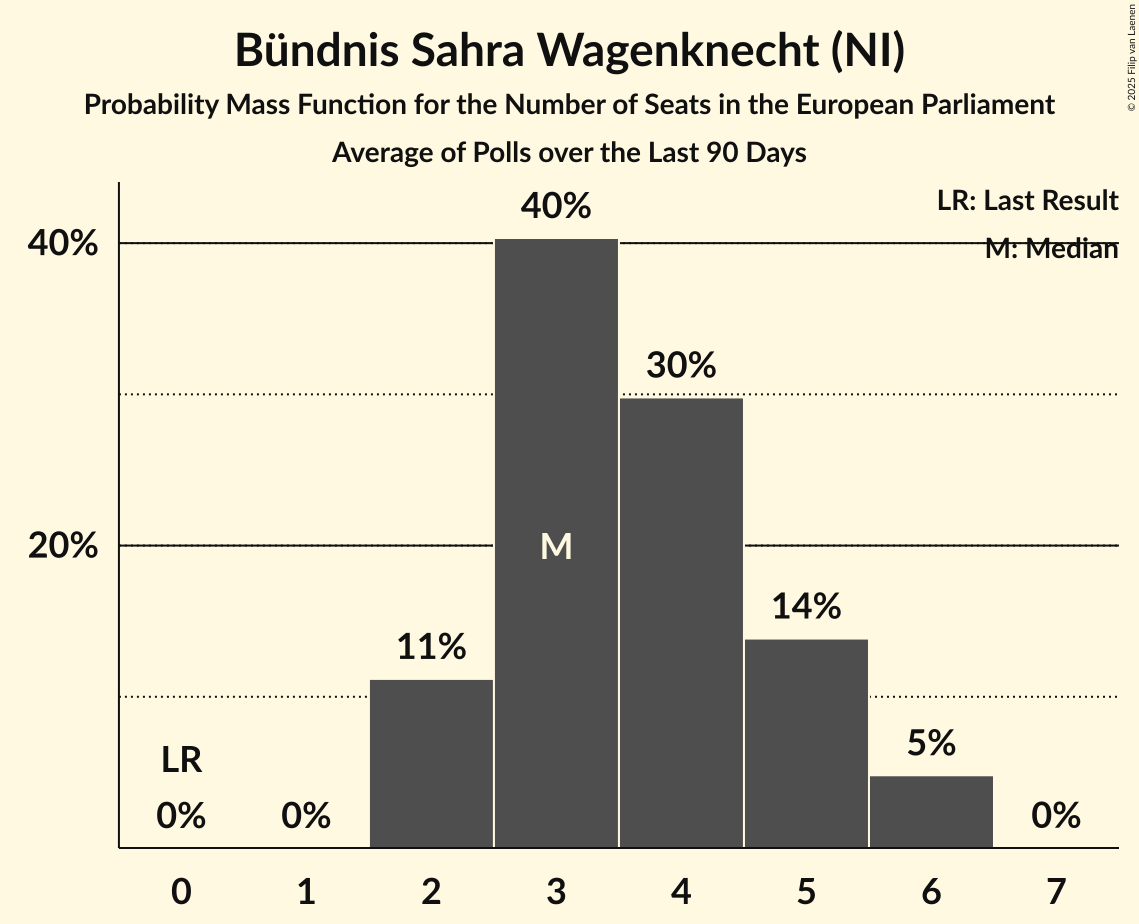 Bündnis Sahra Wagenknecht (NI)
Probability Mass Function for the Number of Seats in the European Parliament
Average of Polls over the Last 90 Days
© 2025 Filip van Laenen
LR: Last Result
M: Median
40%
20%
LR
0%
0%
11%
40%
M
30%
14%
5%
0%
0
1
2
3
4
5
6
7